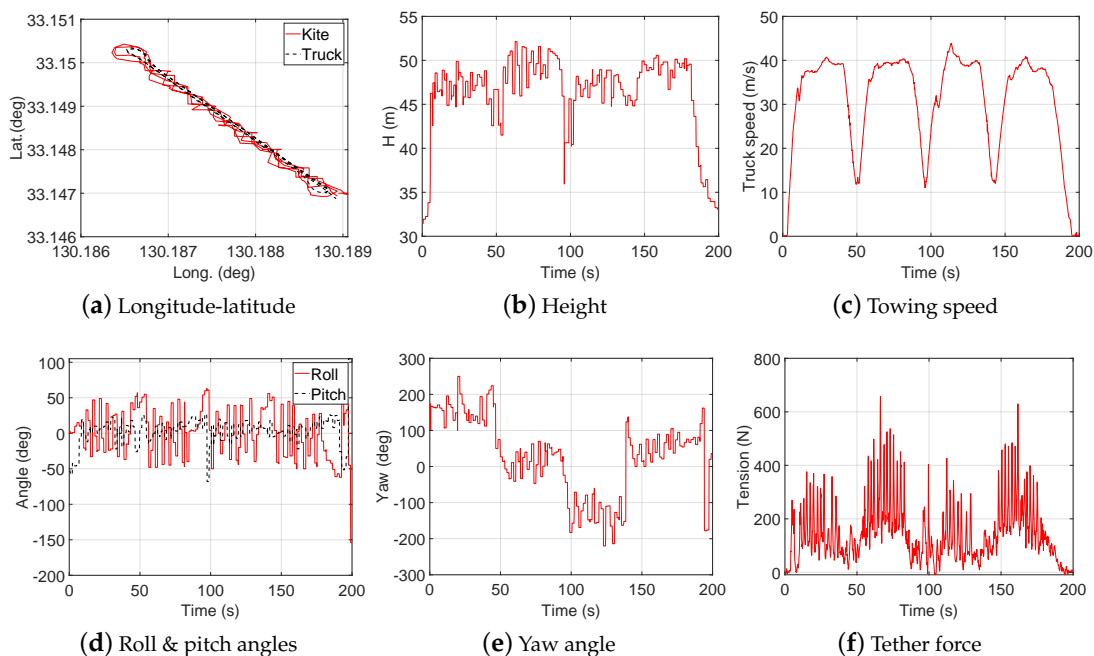 33.151
33.15
33.149
33.148
33.147
33.146
Lat.(deg)
Kite
Truck
130.186 130.187 130.188 130.189
Long. (deg)
(a) Longitude-latitude
55
50
45
40
35
30
H (m)
0 50 100 150 200
Time (s)
(b) Height
50
40
30
20
10
0
Truck speed (m/s)
0 50 100 150 200
Time (s)
(c) Towing speed
100
50
0
-50
-100
-150
-200
Angle (deg)
Roll
Pitch
0 50 100 150 200
Time (s)
(d) Roll & pitch angles
300
200
100
0
-100
-200
-300
Yaw (deg)
0 50 100 150 200
Time (s)
(e) Yaw angle
800
600
400
200
0
Tension (N)
0 50 100 150 200
Time (s)
(f) Tether force